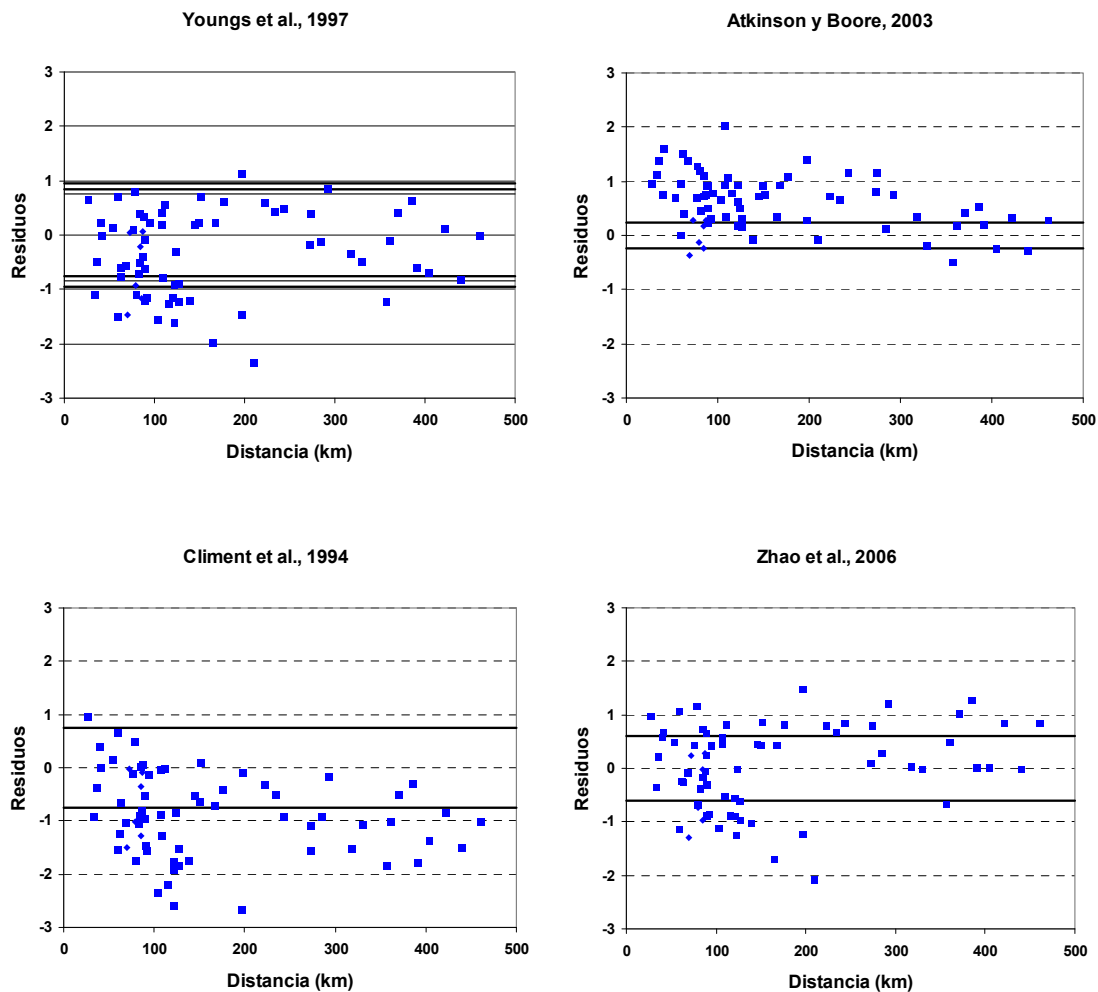 Youngs et al., 1997
3
2
1
0
-1
-2
-3
Residuos
0 100 200 300 400 500
Distancia (km)
Atkinson y Boore, 2003
3
2
1
0
-1
-2
-3
Residuos
0 100 200 300 400 500
Distancia (km)
Climent et al., 1994
3
2
1
0
-1
-2
-3
Residuos
0 100 200 300 400 500
Distancia (km)
Zhao et al., 2006
3
2
1
0
-1
-2
-3
Residuos
0 100 200 300 400 500
Distancia (km)